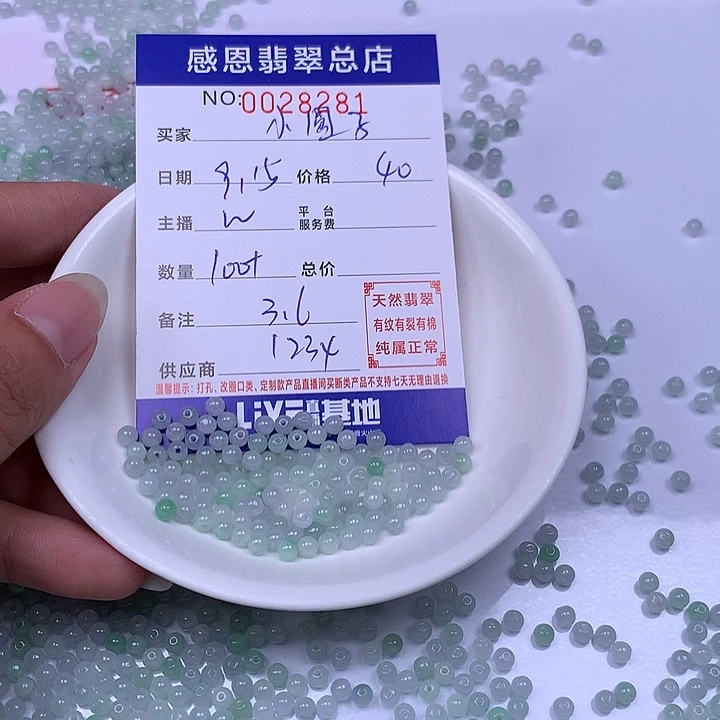 感恩翡翠总店
NO:0028281
买家 小圆
日期 8.15 价格 40
主播 W 平台服务费
数量 100+ 总价
备注 3.6
1234
供应商
天然翡翠
有纹有裂有棉
纯属正常
温馨提示：打孔、改圈口类、定制款产品直播间买断类产品不支持七天无理由退换
基地